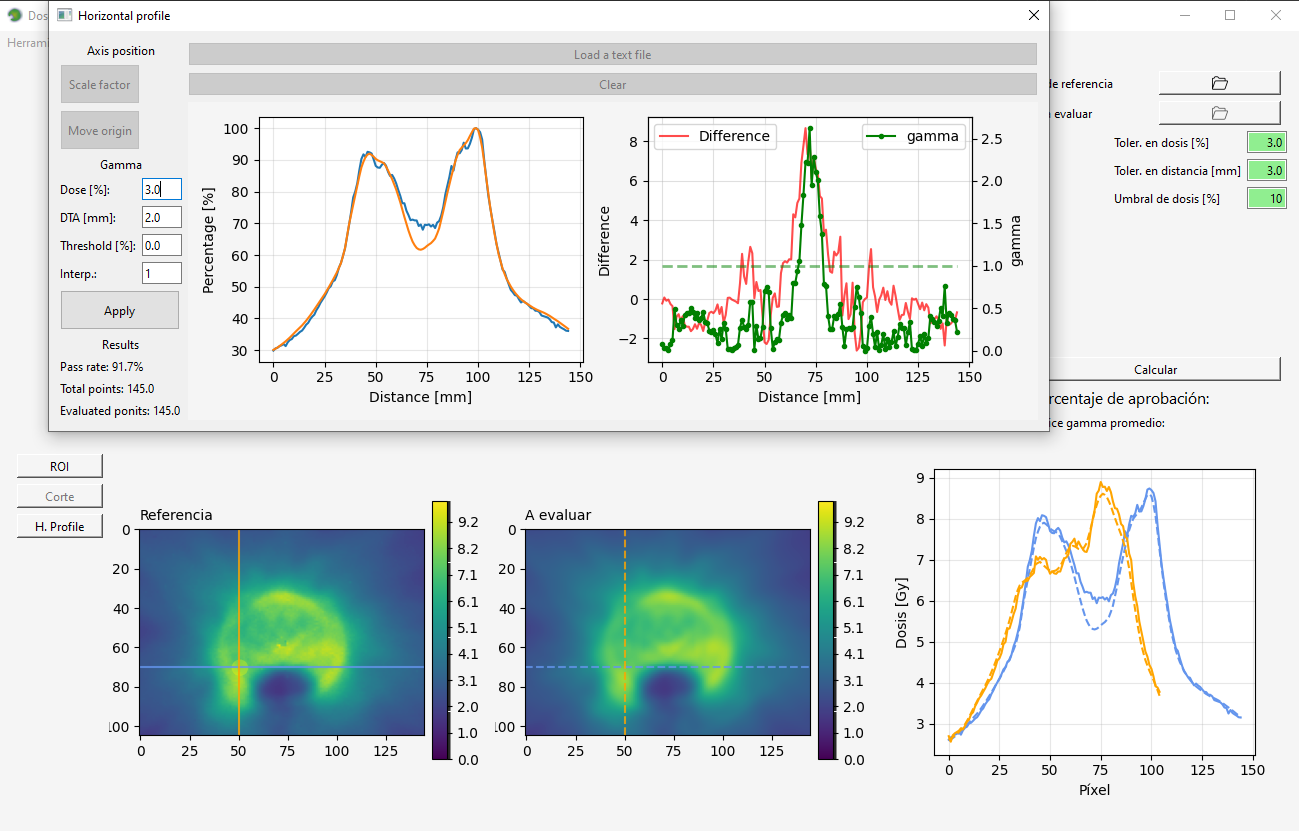 Dos
Horizontal profile
Herram
Axis position
Load a text file
Scale factor
Clear
de referencia
Move origin
evaluar
Toler. en dosis [%] 3.0
Toler. en distancia [mm] 3.0
Umbral de dosis [%] 10
Gamma
Dose [%]: 3.0
DTA [mm]: 2.0
Threshold [%]: 0.0
Interp.: 1
Apply
Results
Pass rate: 91.7%
Total points: 145.0
Evaluated ponits: 145.0
100
90
80
70
60
50
40
30
Percentage [%]
0 25 50 75 100 125 150
Distance [mm]
Difference
gamma
8
6
4
2
0
−2
Difference
2.5
2.0
1.5
1.0
0.5
0.0
gamma
0 25 50 75 100 125 150
Distance [mm]
Calcular
rcentaje de aprobación:
ice gamma promedio:
ROI
Corte
H. Profile
Referencia
0
20
40
60
80
100
0 25 50 75 100 125
9.2
8.2
7.1
6.1
5.1
4.1
3.1
2.0
1.0
0.0
A evaluar
0
20
40
60
80
100
0 25 50 75 100 125
9.2
8.2
7.1
6.1
5.1
4.1
3.1
2.0
1.0
0.0
9
8
7
6
5
4
3
Dosis [Gy]
0 25 50 75 100 125 150
Píxel